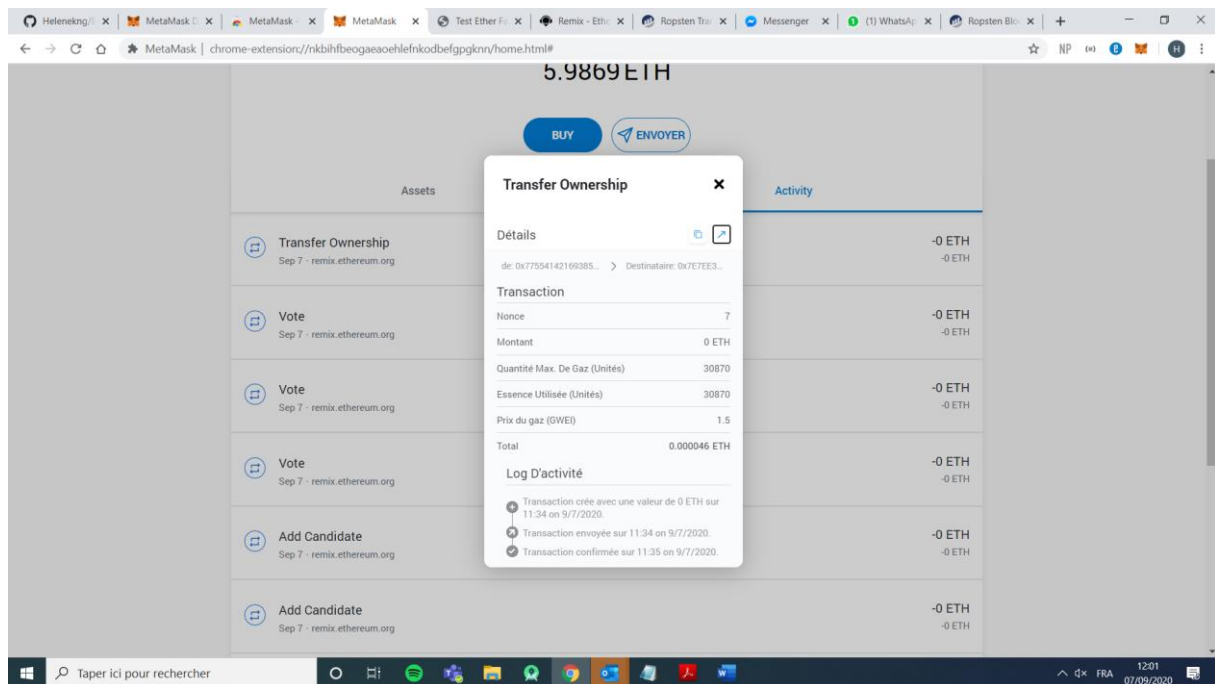 Helenekng/
MetaMask D
MetaMask -
MetaMask
Test Ether Fa
Remix - Ethe
Ropsten Tra
Messenger
(1) WhatsAp
Ropsten Blo
MetaMask | chrome-extension://nkbihfbeogaeaoehlefnkodbefgpgknn/home.html#
NP
H
5.9869 ETH
BUY
ENVOYER
Assets
Activity
Transfer Ownership
Sep 7 · remix.ethereum.org
-0 ETH
-0 ETH
Vote
Sep 7 · remix.ethereum.org
-0 ETH
-0 ETH
Vote
Sep 7 · remix.ethereum.org
-0 ETH
-0 ETH
Vote
Sep 7 · remix.ethereum.org
-0 ETH
-0 ETH
Add Candidate
Sep 7 · remix.ethereum.org
-0 ETH
-0 ETH
Add Candidate
Sep 7 · remix.ethereum.org
-0 ETH
-0 ETH
Transfer Ownership
Détails
de: 0x77554142169385... > Destinataire: 0x7E7EE3...
Transaction
Nonce 7
Montant 0 ETH
Quantité Max. De Gaz (Unités) 30870
Essence Utilisée (Unités) 30870
Prix du gaz (GWEI) 1.5
Total 0.000046 ETH
Log D'activité
Transaction crée avec une valeur de 0 ETH sur
11:34 on 9/7/2020.
Transaction envoyée sur 11:34 on 9/7/2020.
Transaction confirmée sur 11:35 on 9/7/2020.
Taper ici pour rechercher
FRA
12:01
07/09/2020